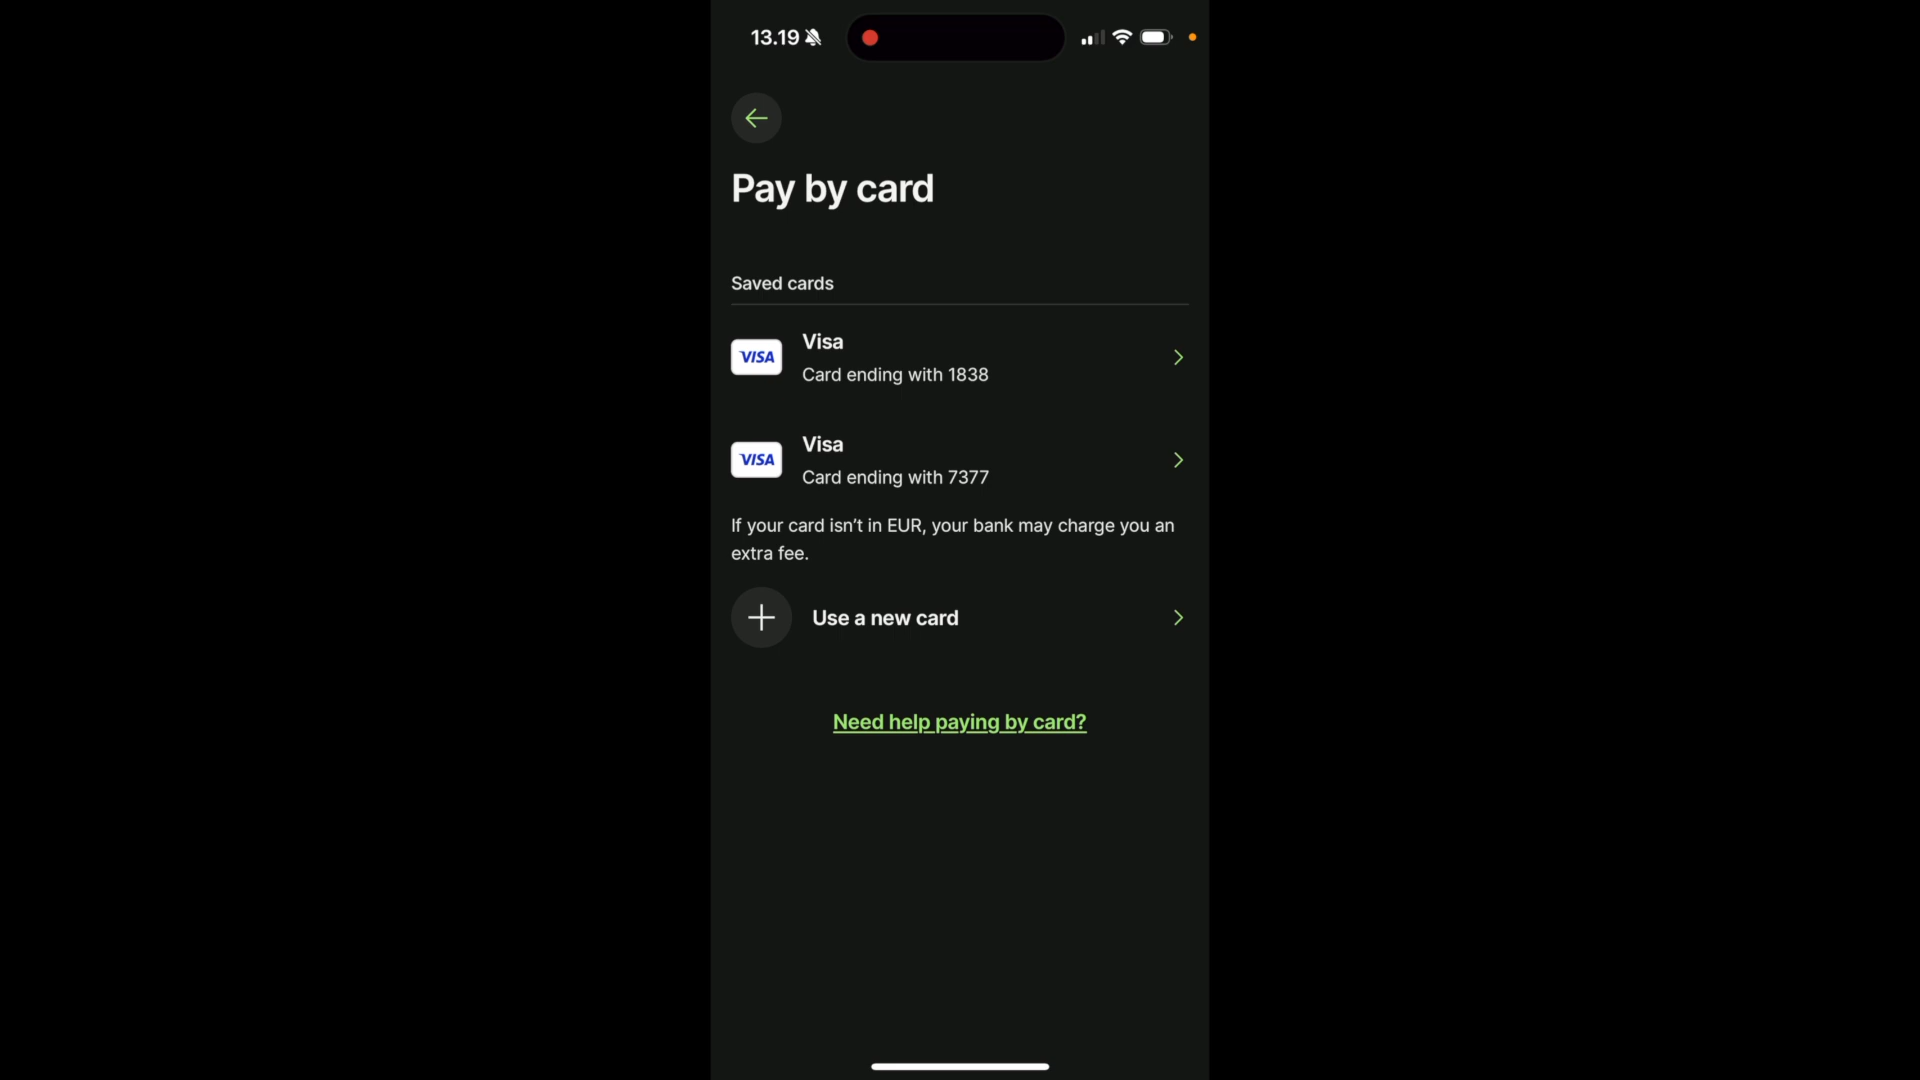 13.19
Pay by card
Saved cards
VISA
Visa
Card ending with 1838
VISA
Visa
Card ending with 7377
If your card isn’t in EUR, your bank may charge you an
extra fee.
Use a new card
Need help paying by card?